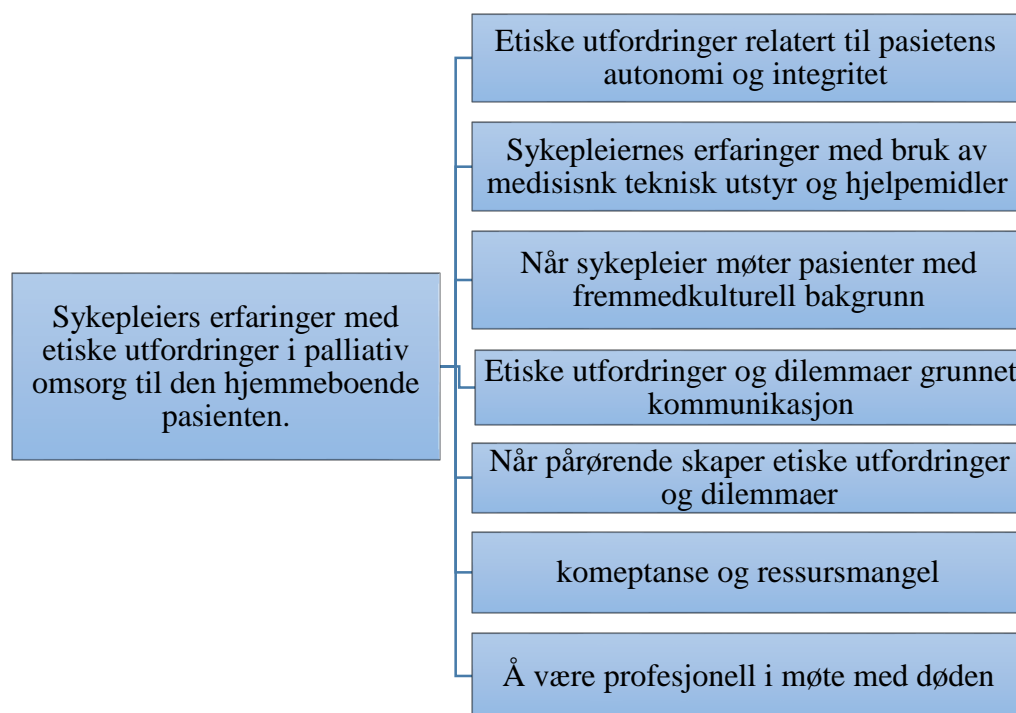 Sykepleiers erfaringer med
etiske utfordringer i palliativ
omsorg til den hjemmeboende
pasienten.
Etiske utfordringer relatert til pasietens
autonomi og integritet
Sykepleiernes erfaringer med bruk av
medisisnk teknisk utstyr og hjelpemidler
Når sykepleier møter pasienter med
fremmedkulturell bakgrunn
Etiske utfordringer og dilemmaer grunnet
kommunikasjon
Når pårørende skaper etiske utfordringer
og dilemmaer
komeptanse og ressursmangel
Å være profesjonell i møte med døden